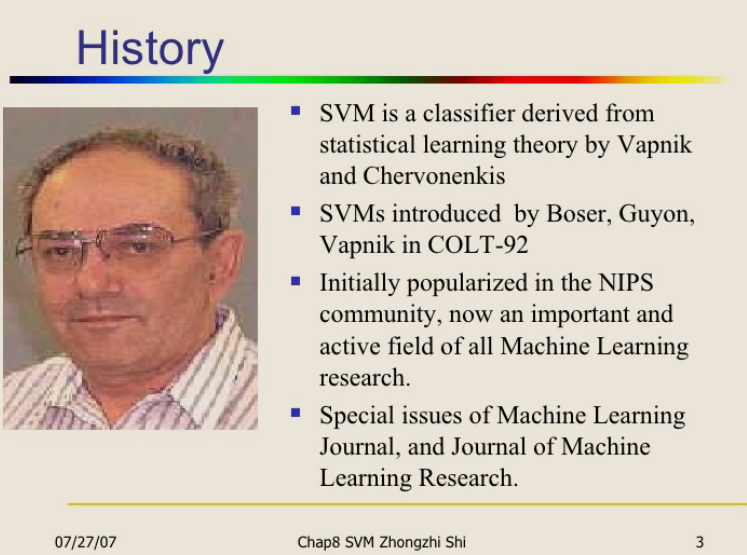 History
SVM is a classifier derived from
statistical learning theory by Vapnik
and Chervonenkis
SVMs introduced by Boser, Guyon,
Vapnik in COLT-92
Initially popularized in the NIPS
community, now an important and
active field of all Machine Learning
research.
Special issues of Machine Learning
Journal, and Journal of Machine
Learning Research.
07/27/07
Chap8 SVM Zhongzhi Shi
3